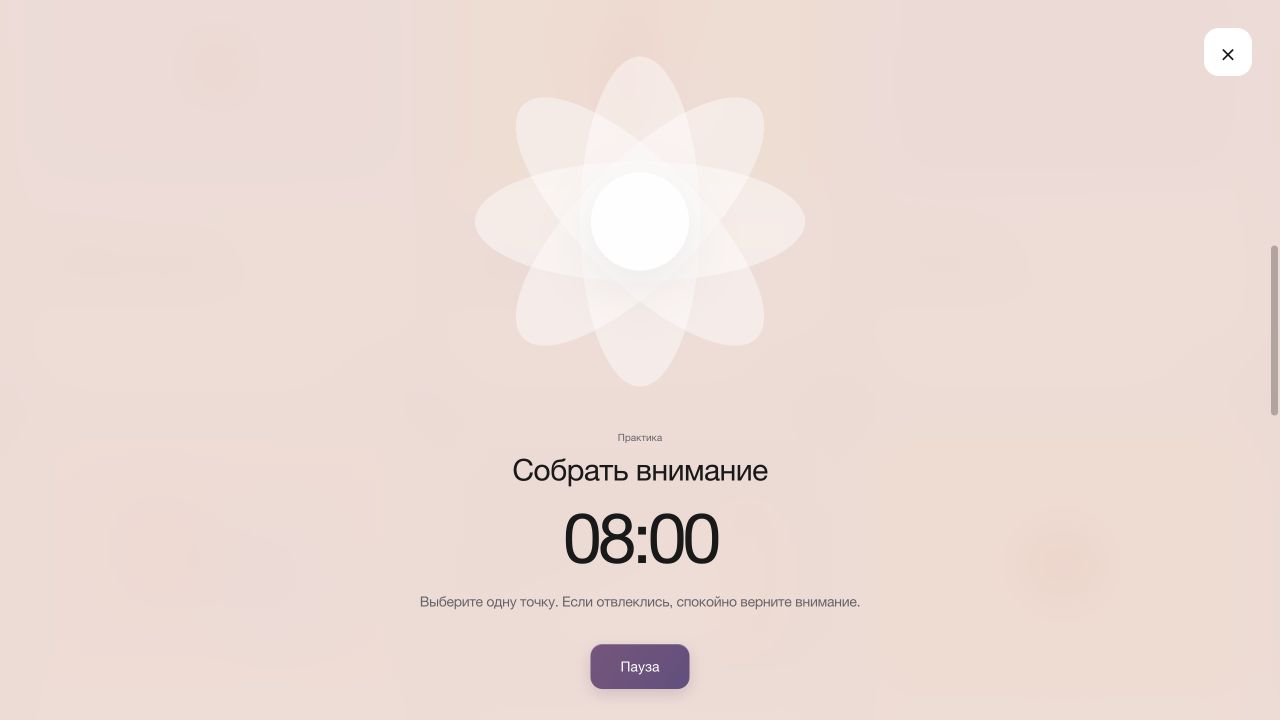 Практика
Собрать внимание
08:00
Выберите одну точку. Если отвлеклись, спокойно верните внимание.
Пауза